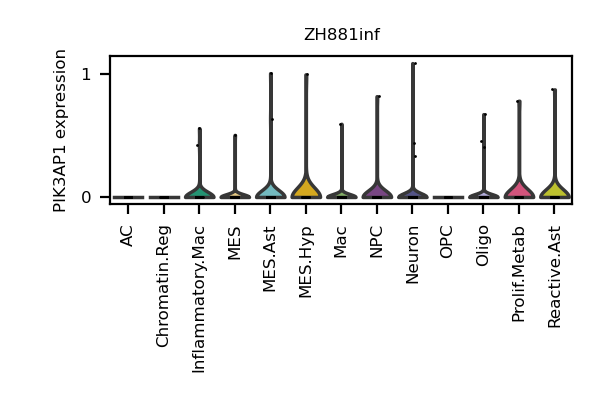 ZH881inf
PIK3AP1 expression
1
0
AC
Chromatin.Reg
Inflammatory.Mac
MES
MES.Ast
MES.Hyp
Mac
NPC
Neuron
OPC
Oligo
Prolif.Metab
Reactive.Ast